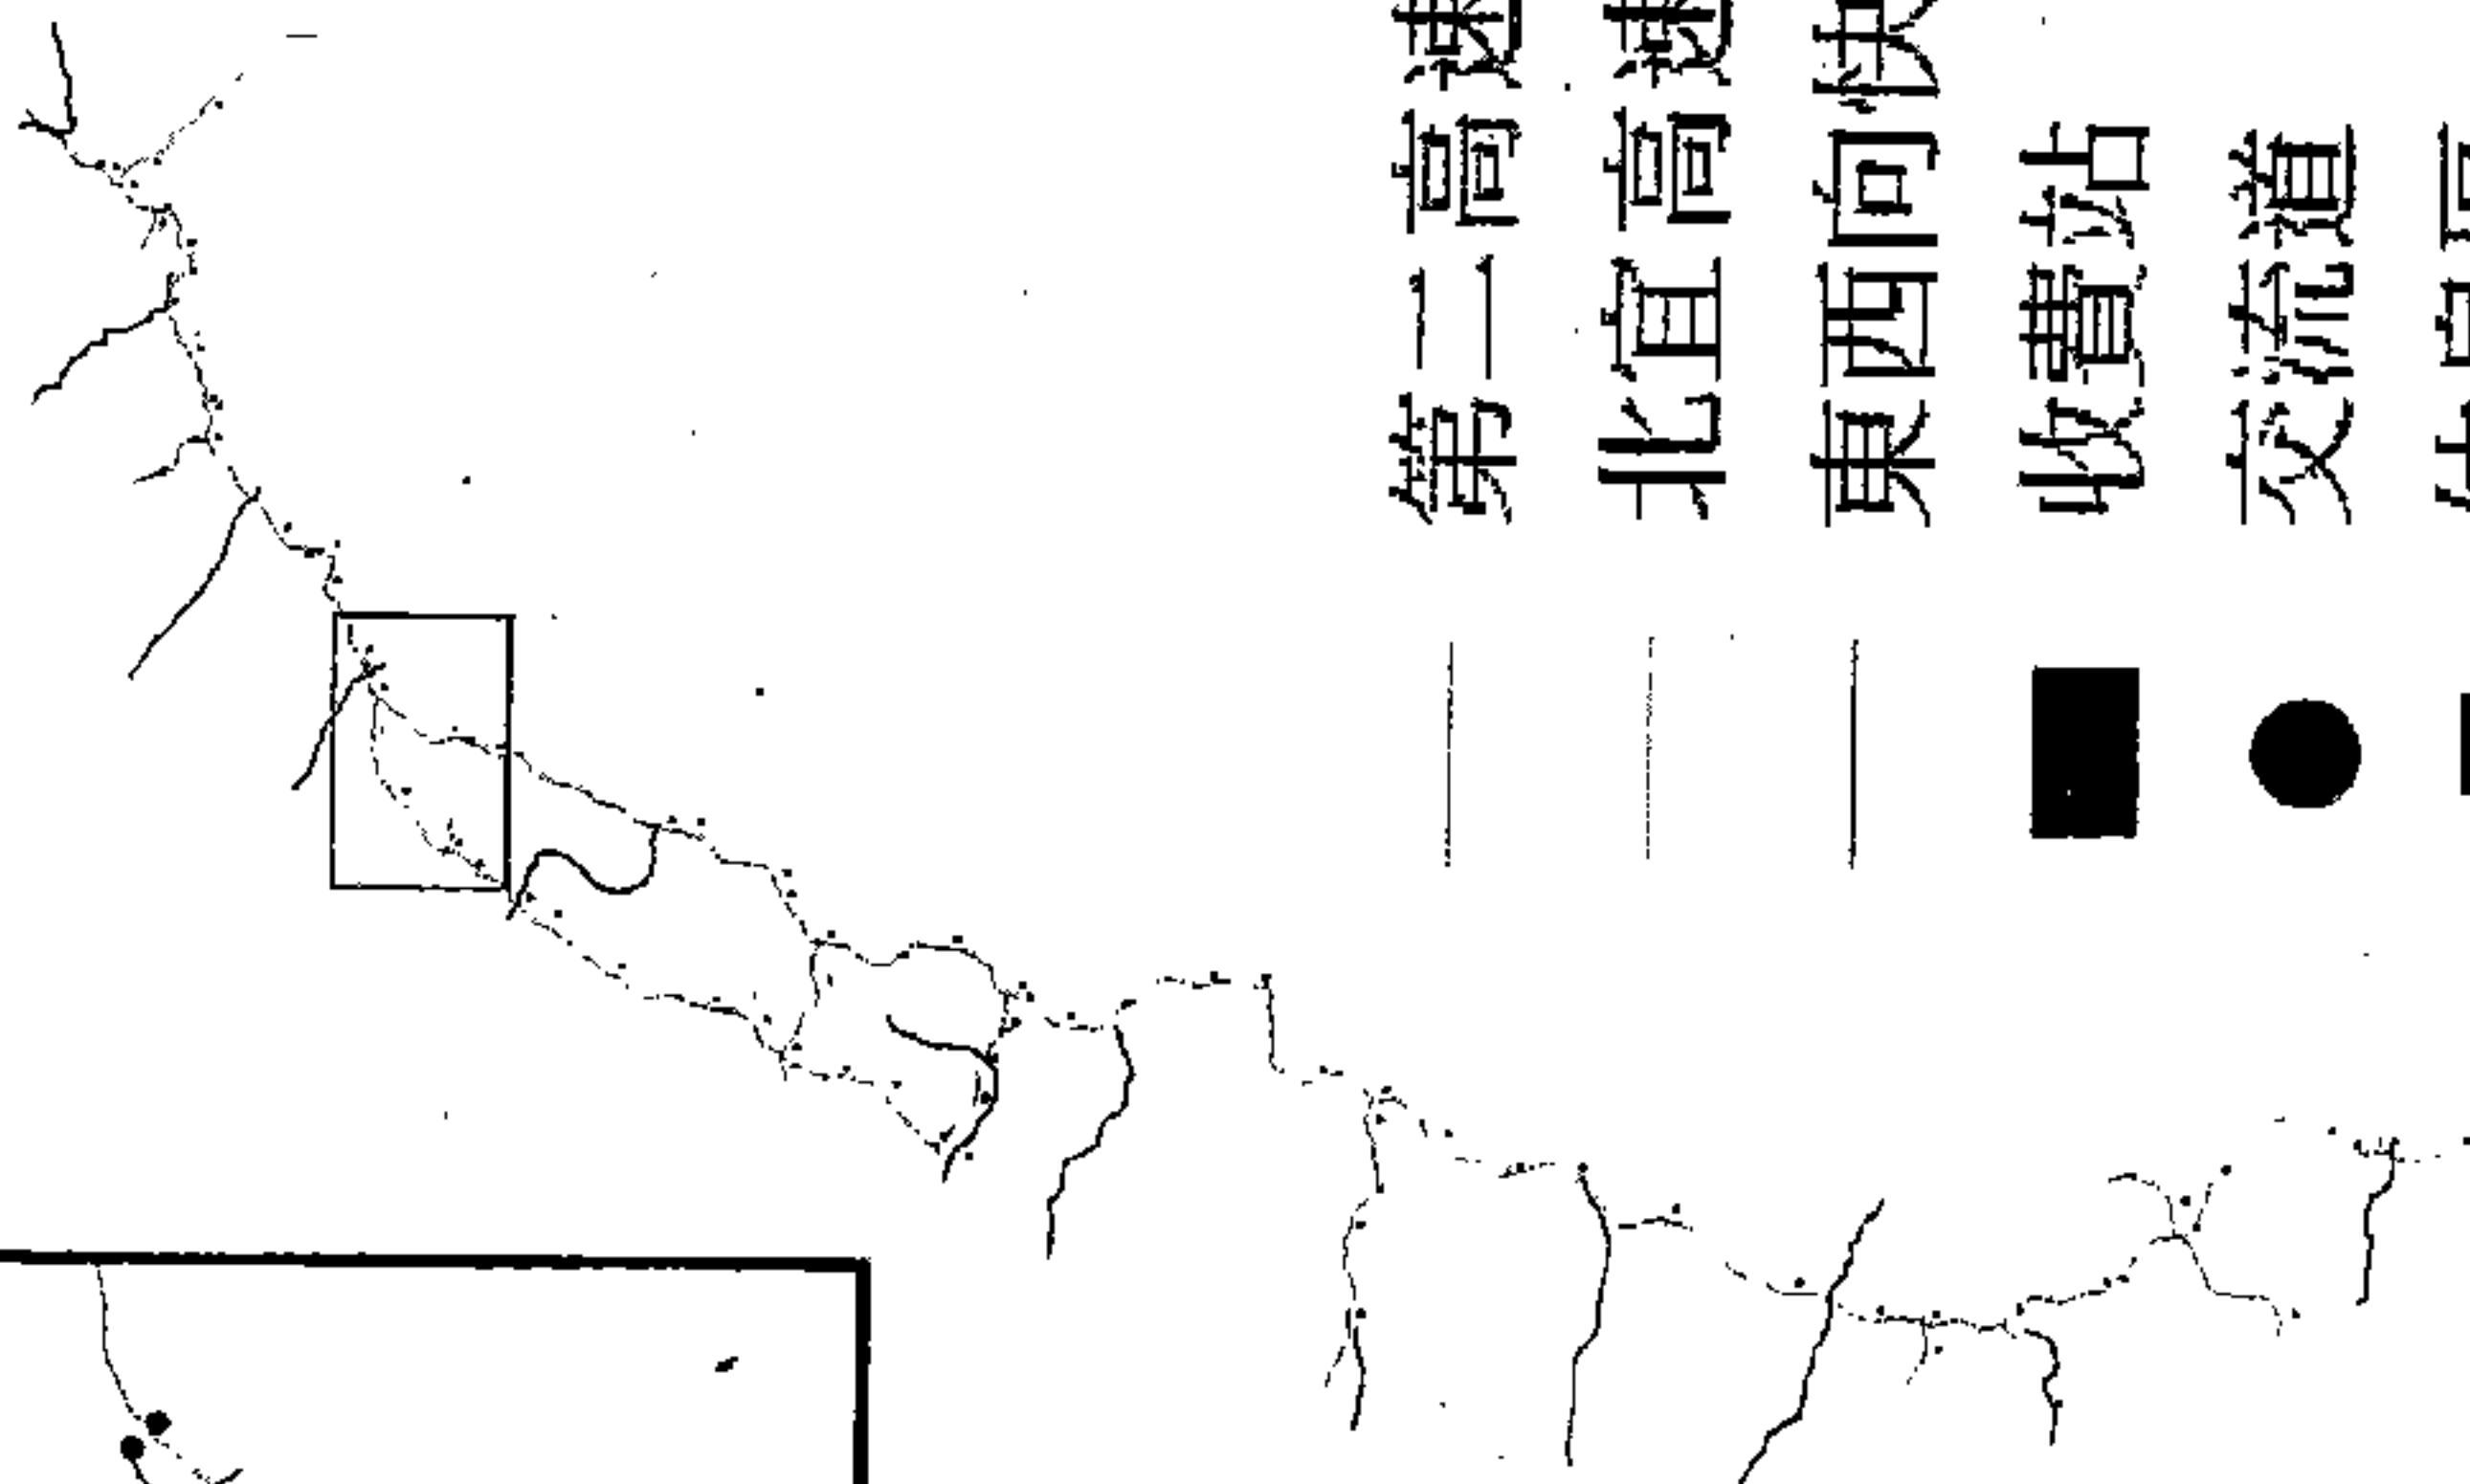 第二高速
北宜高速
東西向快
收費站
交流道